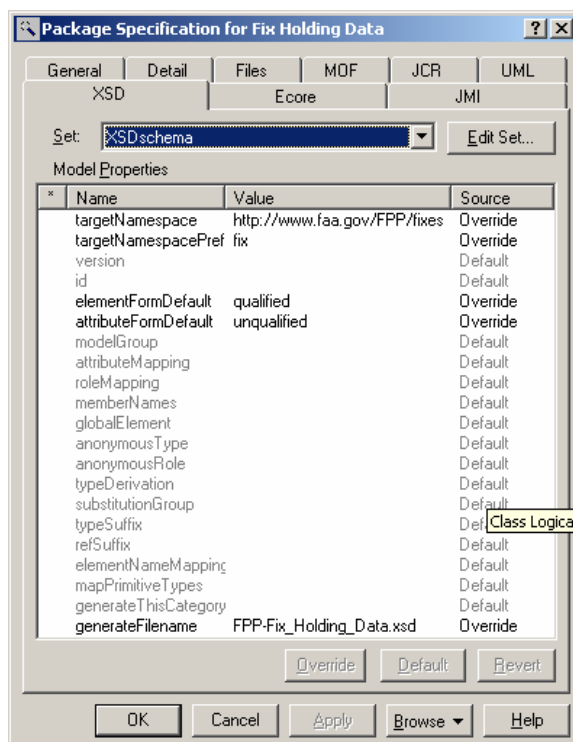 Package Specification for Fix Holding Data
General Detail Files MOF JCR UML
XSD Ecore JMI
Set: XSDschema Edit Set...
Model Properties
* Name Value Source
targetNamespace http://www.faa.gov/FPP/fixes Override
targetNamespacePref fix Override
version Default
id Default
elementFormDefault qualified Override
attributeFormDefault unqualified Override
modelGroup Default
attributeMapping Default
roleMapping Default
memberNames Default
globalElement Default
anonymousType Default
anonymousRole Default
typeDerivation Default
substitutionGroup Default
typeSuffix Def Class Logica
refSuffix Default
elementNameMapping Default
mapPrimitiveTypes Default
generateThisCategory Default
generateFilename FPP-Fix_Holding_Data.xsd Override
Override Default Revert
OK Cancel Apply Browse Help